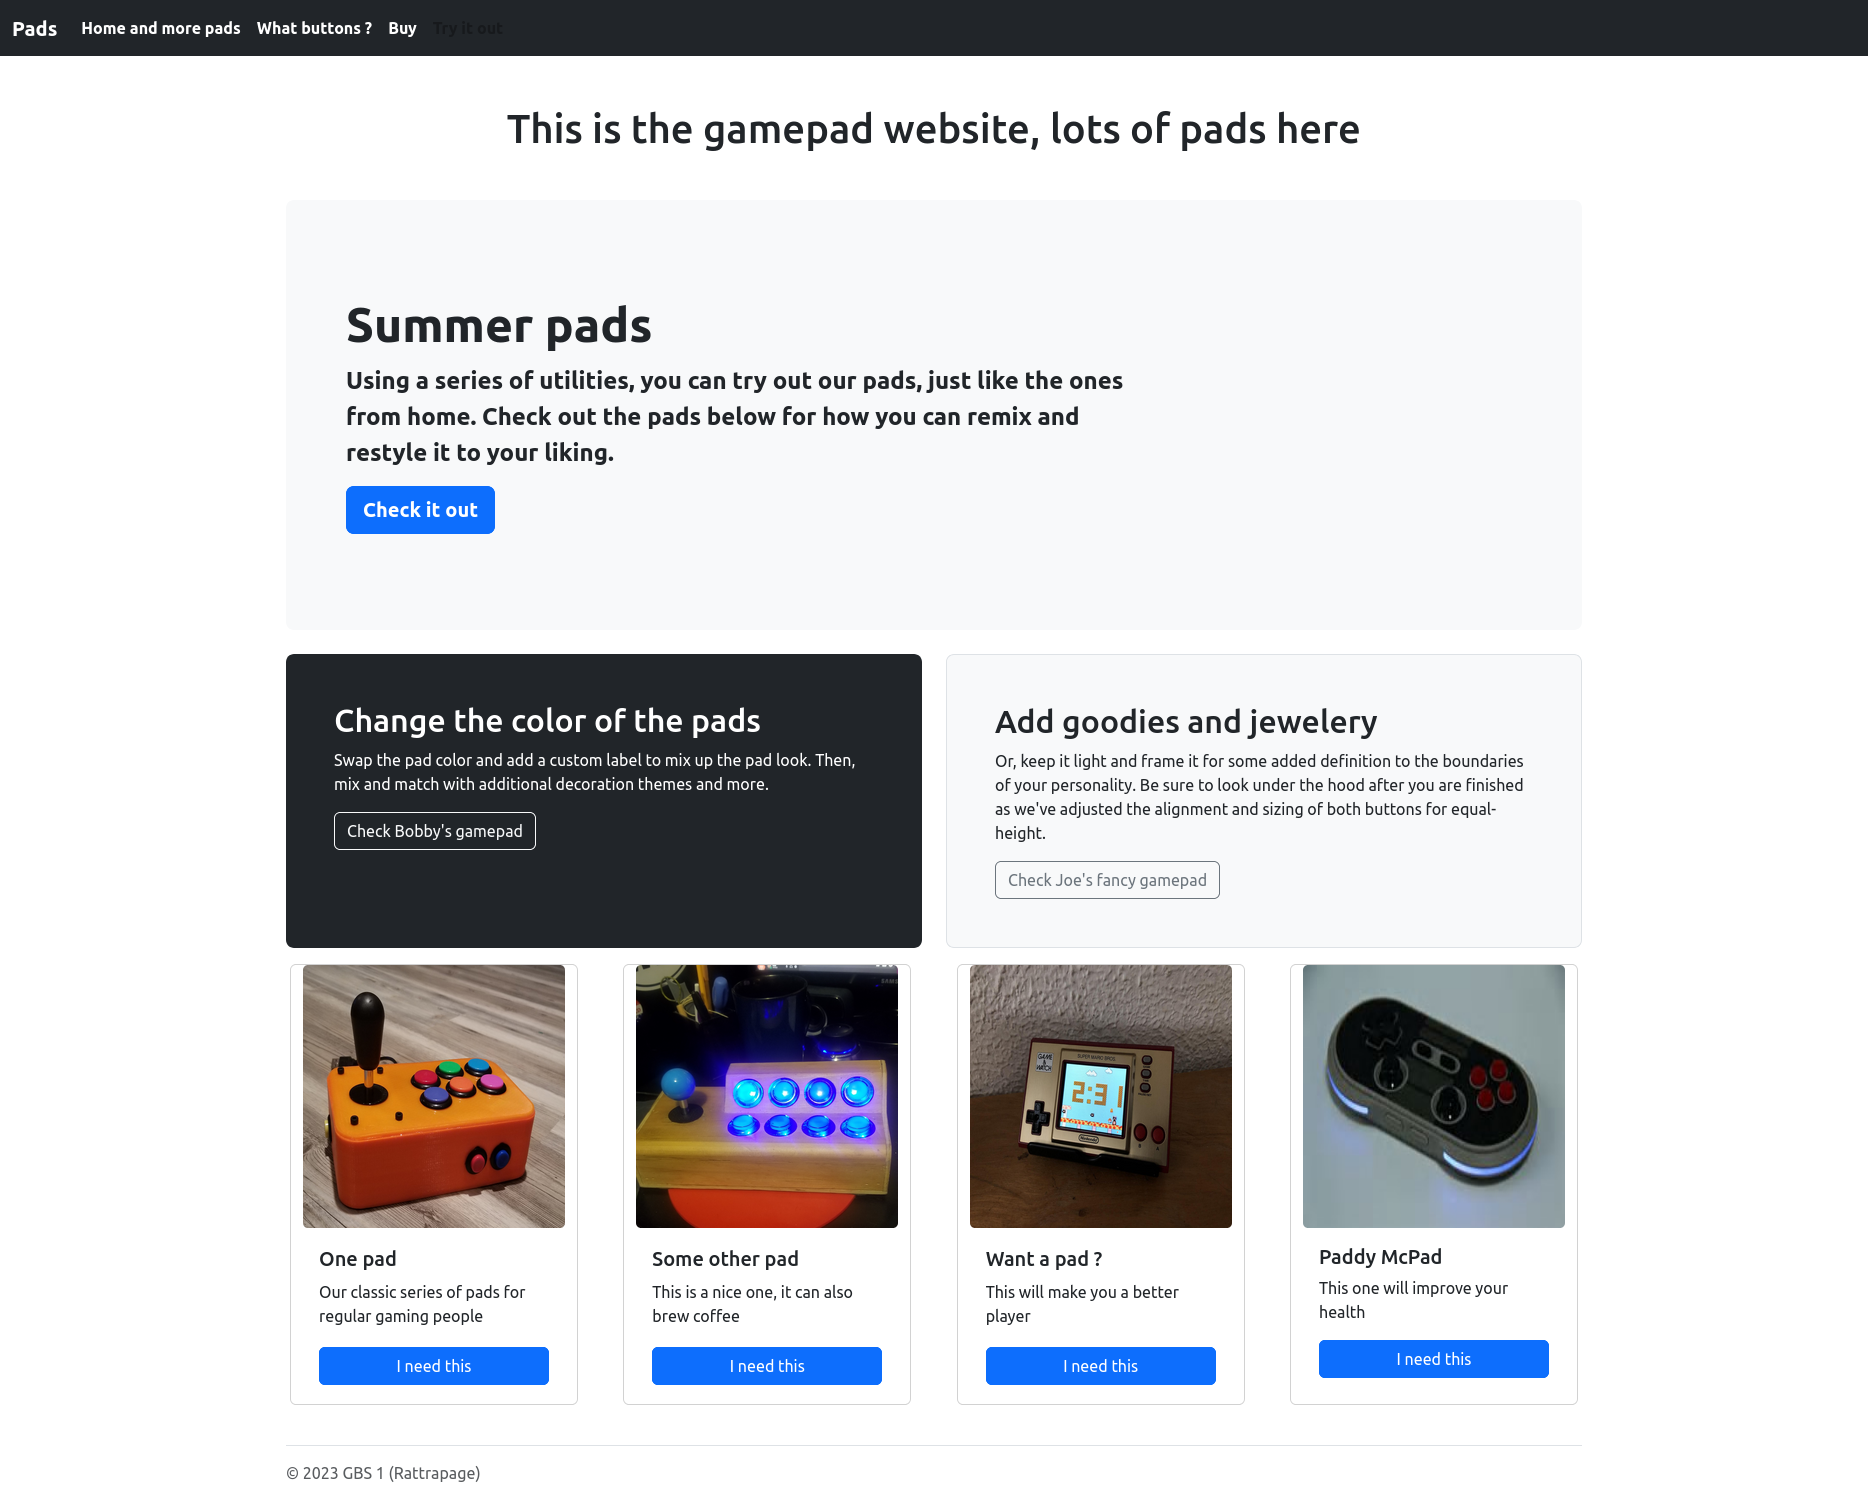 Pads Home and more pads What buttons ? Buy Try it out
This is the gamepad website, lots of pads here
Summer pads
Using a series of utilities, you can try out our pads, just like the ones
from home. Check out the pads below for how you can remix and
restyle it to your liking.
Check it out
Change the color of the pads
Swap the pad color and add a custom label to mix up the pad look. Then,
mix and match with additional decoration themes and more.
Check Bobby's gamepad
Add goodies and jewelery
Or, keep it light and frame it for some added definition to the boundaries
of your personality. Be sure to look under the hood after you are finished
as we've adjusted the alignment and sizing of both buttons for equal-
height.
Check Joe's fancy gamepad
One pad
Our classic series of pads for
regular gaming people
I need this
SAMS
Some other pad
This is a nice one, it can also
brew coffee
I need this
SUPER MARIO BROS.
GAME &
WATCH
2:31
Nintendo
Want a pad ?
This will make you a better
player
I need this
Paddy McPad
This one will improve your
health
I need this
© 2023 GBS 1 (Rattrapage)